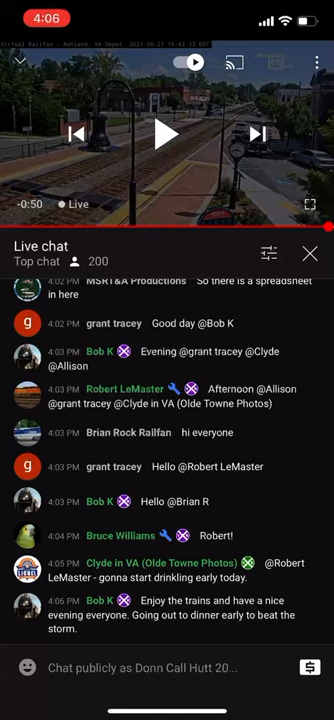 4:06
Virtual Railfan - Ashland, VA Depot 2021-06-27 15:43:33 EDT
CC
-0:50 Live
Live chat
Top chat 200
4:02 PM MSRT&A Productions So there is a spreadsheet
in here
g 4:02 PM grant tracey Good day @Bob K
4:03 PM Bob K Evening @grant tracey @Clyde
@Allison
4:03 PM Robert LeMaster Afternoon @Allison
@grant tracey @Clyde in VA (Olde Towne Photos)
4:03 PM Brian Rock Railfan hi everyone
g 4:03 PM grant tracey Hello @Robert LeMaster
4:03 PM Bob K Hello @Brian R
4:04 PM Bruce Williams Robert!
LIONEL 4:05 PM Clyde in VA (Olde Towne Photos) @Robert
LeMaster - gonna start drinkling early today.
4:06 PM Bob K Enjoy the trains and have a nice
evening everyone. Going out to dinner early to beat the
storm.
Chat publicly as Donn Call Hutt 20... $